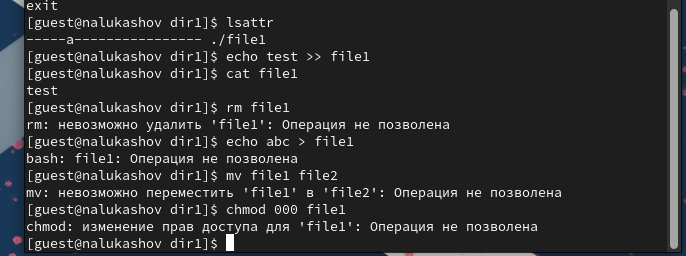 exit
[guest@nalukashov dir1]$ lsattr
-----a---------------- ./file1
[guest@nalukashov dir1]$ echo test >> file1
[guest@nalukashov dir1]$ cat file1
test
[guest@nalukashov dir1]$ rm file1
rm: невозможно удалить 'file1': Операция не позволена
[guest@nalukashov dir1]$ echo abc > file1
bash: file1: Операция не позволена
[guest@nalukashov dir1]$ mv file1 file2
mv: невозможно переместить 'file1' в 'file2': Операция не позволена
[guest@nalukashov dir1]$ chmod 000 file1
chmod: изменение прав доступа для 'file1': Операция не позволена
[guest@nalukashov dir1]$